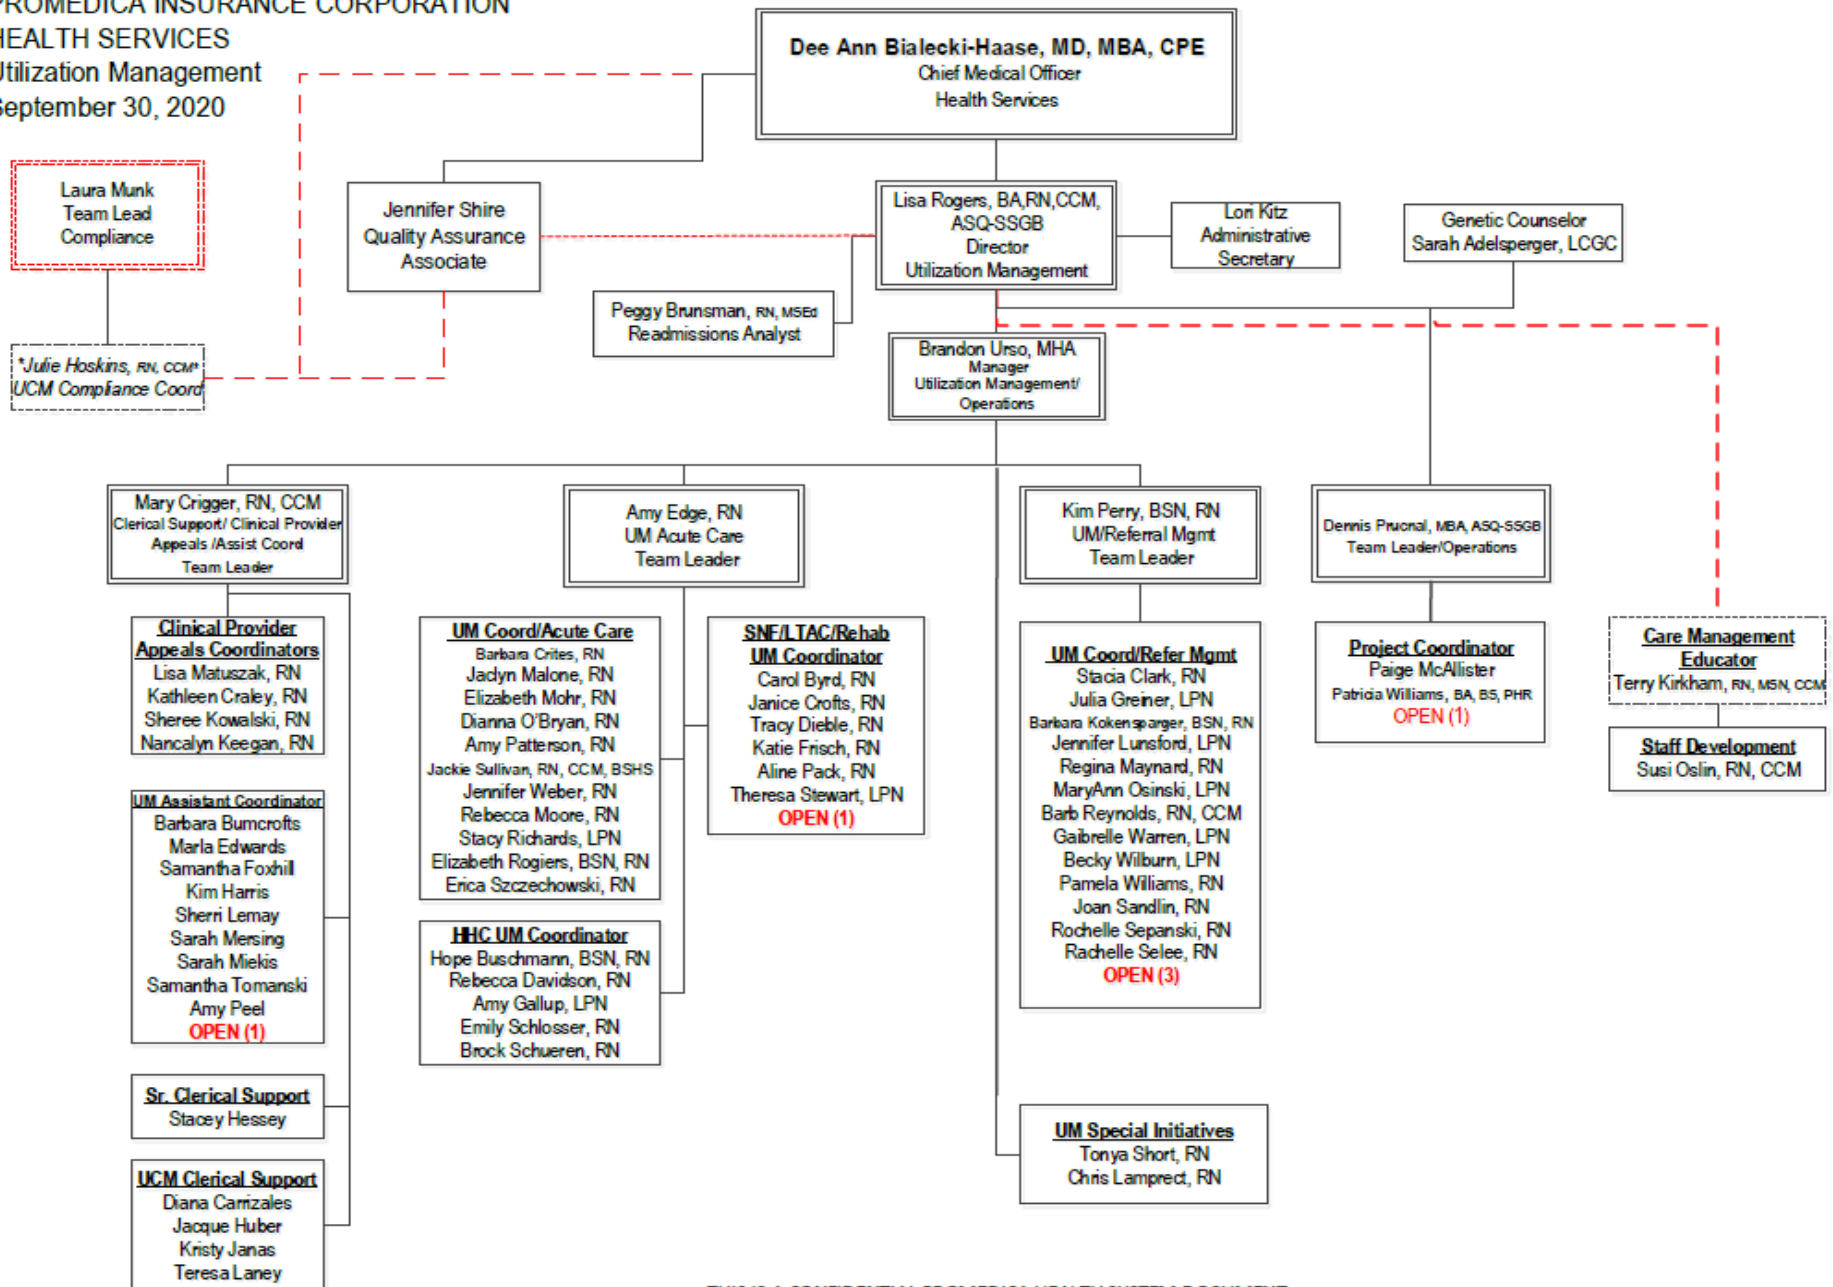 PROMEDICA INSURANCE CORPORATION
HEALTH SERVICES
Utilization Management
September 30, 2020
Dee Ann Bialecki-Haase, MD, MBA, CPE
Chief Medical Officer
Health Services
Laura Munk
Team Lead
Compliance
Jennifer Shire
Quality Assurance
Associate
Lisa Rogers, BA,RN,CCM,
ASQ-SSGB
Director
Utilization Management
Lori Kitz
Administrative
Secretary
Genetic Counselor
Sarah Adelsperger, LCGC
Peggy Brunsman, RN, MSEd
Readmissions Analyst
*Julie Hoskins, RN, CCM*
UCM Compliance Coord
Brandon Urso, MHA
Manager
Utilization Management/
Operations
Mary Crigger, RN, CCM
Clerical Support/ Clinical Provider
Appeals /Assist Coord
Team Leader
Amy Edge, RN
UM Acute Care
Team Leader
Kim Perry, BSN, RN
UM/Referral Mgmt
Team Leader
Dennis Prucnal, MBA, ASQ-SSGB
Team Leader/Operations
Clinical Provider
Appeals Coordinators
Lisa Matuszak, RN
Kathleen Craley, RN
Sheree Kowalski, RN
Nancalyn Keegan, RN
UM Assistant Coordinator
Barbara Bumcrofts
Marla Edwards
Samantha Foxhill
Kim Harris
Sherri Lemay
Sarah Mersing
Sarah Miekis
Samantha Tomanski
Amy Peel
OPEN (1)
Sr. Clerical Support
Stacey Hessey
UCM Clerical Support
Diana Carrizales
Jacque Huber
Kristy Janas
Teresa Laney
UM Coord/Acute Care
Barbara Crites, RN
Jaclyn Malone, RN
Elizabeth Mohr, RN
Dianna O'Bryan, RN
Amy Patterson, RN
Jackie Sullivan, RN, CCM, BSHS
Jennifer Weber, RN
Rebecca Moore, RN
Stacy Richards, LPN
Elizabeth Rogiers, BSN, RN
Erica Szczechowski, RN
HHC UM Coordinator
Hope Buschmann, BSN, RN
Rebecca Davidson, RN
Amy Gallup, LPN
Emily Schlosser, RN
Brock Schueren, RN
SNF/LTAC/Rehab
UM Coordinator
Carol Byrd, RN
Janice Crofts, RN
Tracy Dieble, RN
Katie Frisch, RN
Aline Pack, RN
Theresa Stewart, LPN
OPEN (1)
UM Coord/Refer Mgmt
Stacia Clark, RN
Julia Greiner, LPN
Barbara Kokensparger, BSN, RN
Jennifer Lunsford, LPN
Regina Maynard, RN
MaryAnn Osinski, LPN
Barb Reynolds, RN, CCM
Gaibrelle Warren, LPN
Becky Wilburn, LPN
Pamela Williams, RN
Joan Sandlin, RN
Rochelle Sepanski, RN
Rachelle Selee, RN
OPEN (3)
UM Special Initiatives
Tonya Short, RN
Chris Lamprect, RN
Project Coordinator
Paige McAllister
Patricia Williams, BA, BS, PHR
OPEN (1)
Care Management
Educator
Terry Kirkham, RN, MSN, CCM
Staff Development
Susi Oslin, RN, CCM